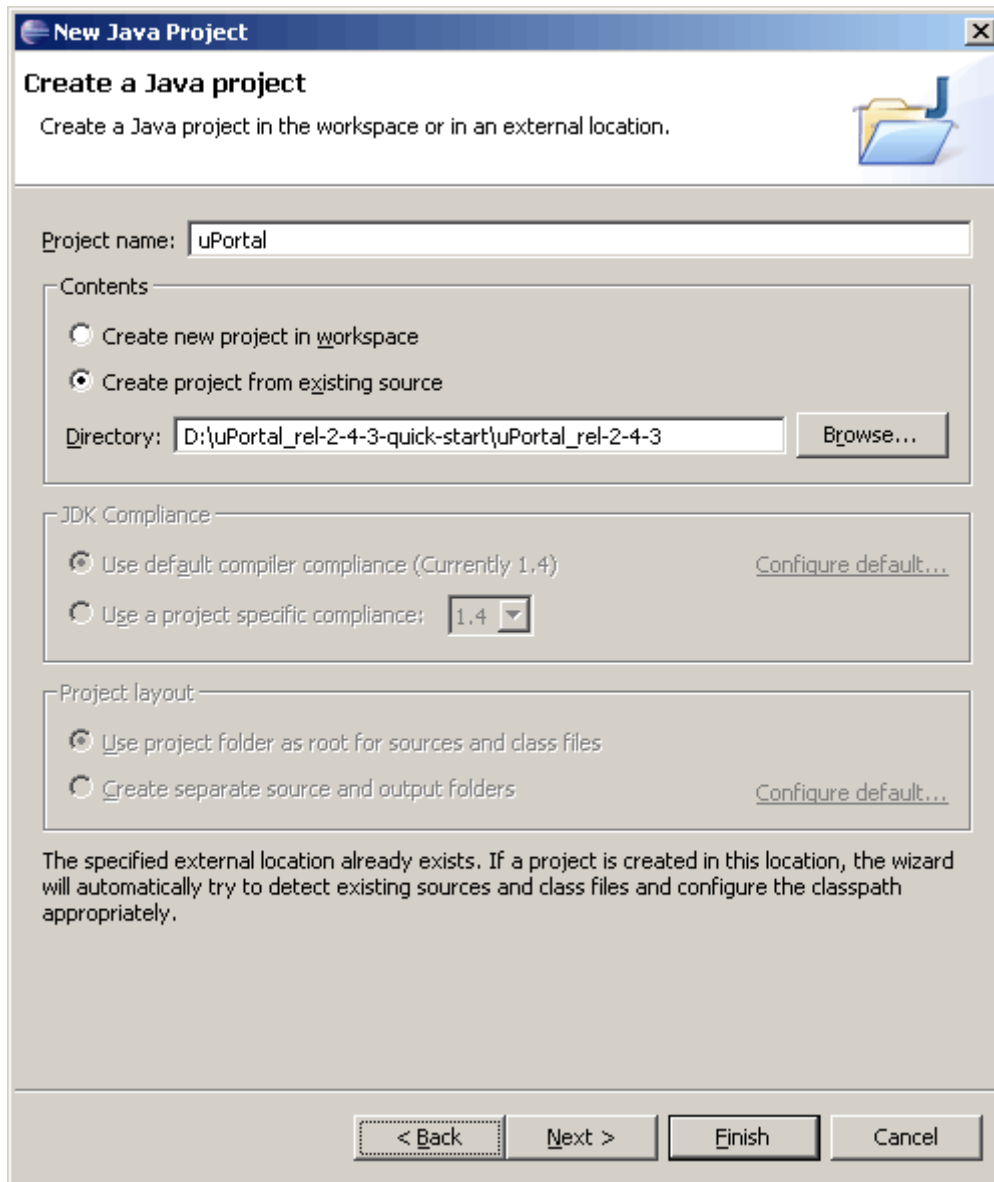 New Java Project
Create a Java project
Create a Java project in the workspace or in an external location.
Project name: uPortal
Contents
Create new project in workspace
Create project from existing source
Directory: D:\uPortal_rel-2-4-3-quick-start\uPortal_rel-2-4-3 Browse...
JDK Compliance
Use default compiler compliance (Currently 1.4) Configure default...
Use a project specific compliance: 1.4
Project layout
Use project folder as root for sources and class files
Create separate source and output folders Configure default...
The specified external location already exists. If a project is created in this location, the wizard
will automatically try to detect existing sources and class files and configure the classpath
appropriately.
< Back Next > Finish Cancel